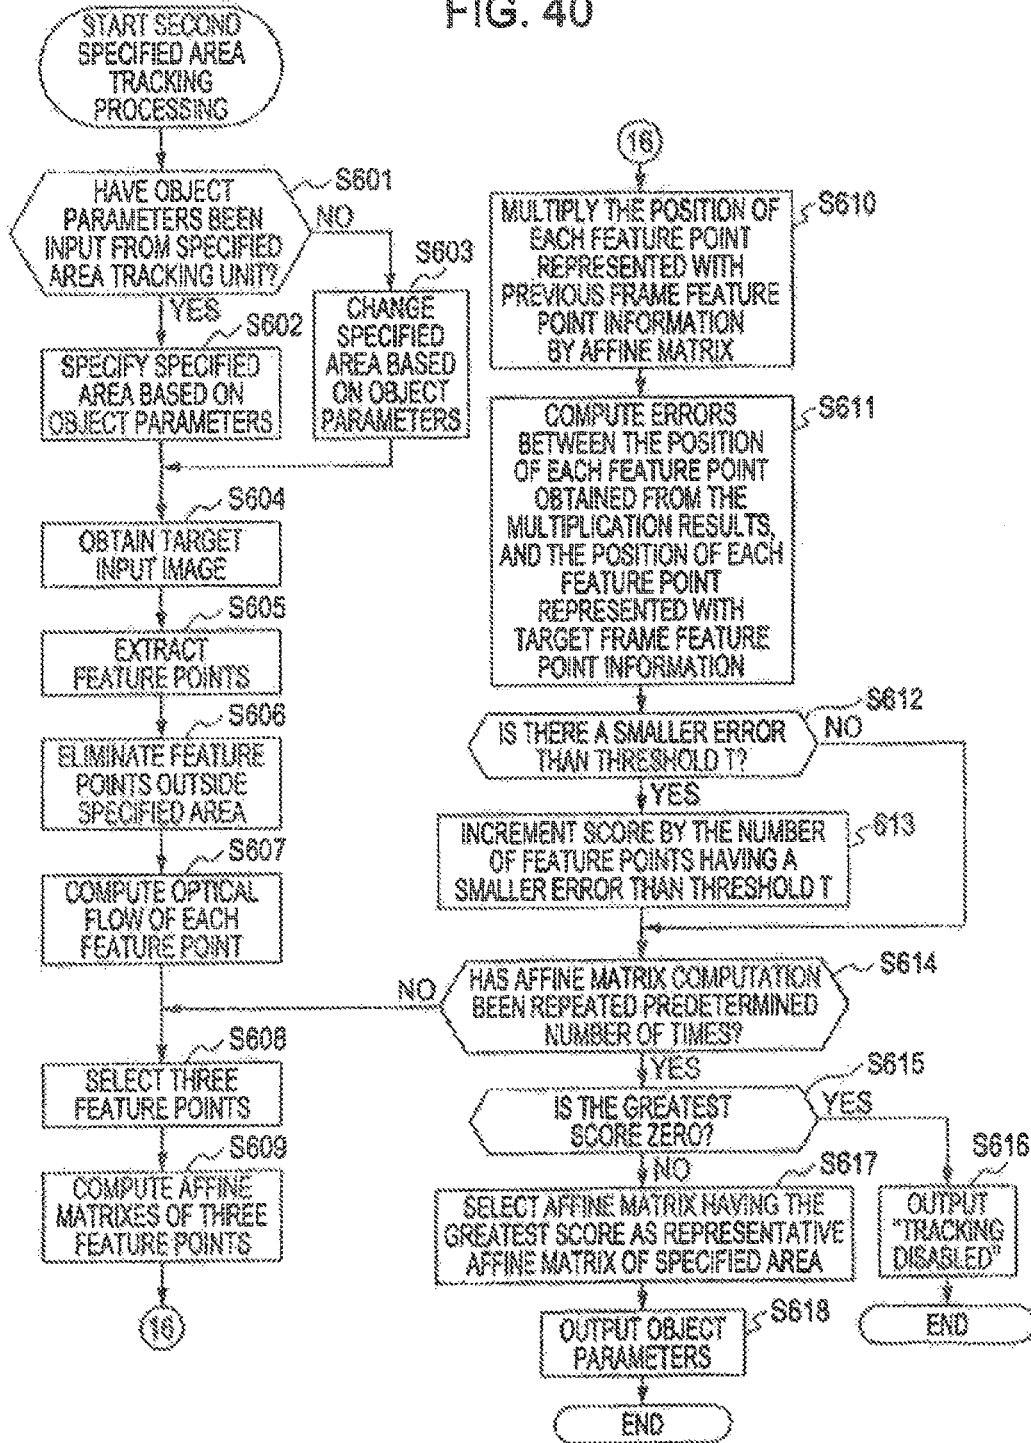 FIG. 40
START SECOND
SPECIFIED AREA
TRACKING
PROCESSING
HAVE OBJECT
PARAMETERS BEEN
INPUT FROM SPECIFIED
AREA TRACKING UNIT?
S601
NO
YES
S602
SPECIFY SPECIFIED
AREA BASED ON
OBJECT PARAMETERS
S603
CHANGE
SPECIFIED
AREA BASED
ON OBJECT
PARAMETERS
S604
OBTAIN TARGET
INPUT IMAGE
S605
EXTRACT
FEATURE POINTS
S606
ELIMINATE FEATURE
POINTS OUTSIDE
SPECIFIED AREA
S607
COMPUTE OPTICAL
FLOW OF EACH
FEATURE POINT
S608
SELECT THREE
FEATURE POINTS
S609
COMPUTE AFFINE
MATRIXES OF THREE
FEATURE POINTS
16
16
S610
MULTIPLY THE POSITION OF
EACH FEATURE POINT
REPRESENTED WITH
PREVIOUS FRAME FEATURE
POINT INFORMATION
BY AFFINE MATRIX
S611
COMPUTE ERRORS
BETWEEN THE POSITION
OF EACH FEATURE POINT
OBTAINED FROM THE
MULTIPLICATION RESULTS,
AND THE POSITION OF EACH
FEATURE POINT
REPRESENTED WITH
TARGET FRAME FEATURE
POINT INFORMATION
S612
IS THERE A SMALLER ERROR
THAN THRESHOLD T?
NO
YES
613
INCREMENT SCORE BY THE NUMBER
OF FEATURE POINTS HAVING A
SMALLER ERROR THAN THRESHOLD T
S614
HAS AFFINE MATRIX COMPUTATION
BEEN REPEATED PREDETERMINED
NUMBER OF TIMES?
NO
YES
S615
IS THE GREATEST
SCORE ZERO?
YES
NO
S616
OUTPUT
"TRACKING
DISABLED"
END
S617
SELECT AFFINE MATRIX HAVING THE
GREATEST SCORE AS REPRESENTATIVE
AFFINE MATRIX OF SPECIFIED AREA
S618
OUTPUT OBJECT
PARAMETERS
END